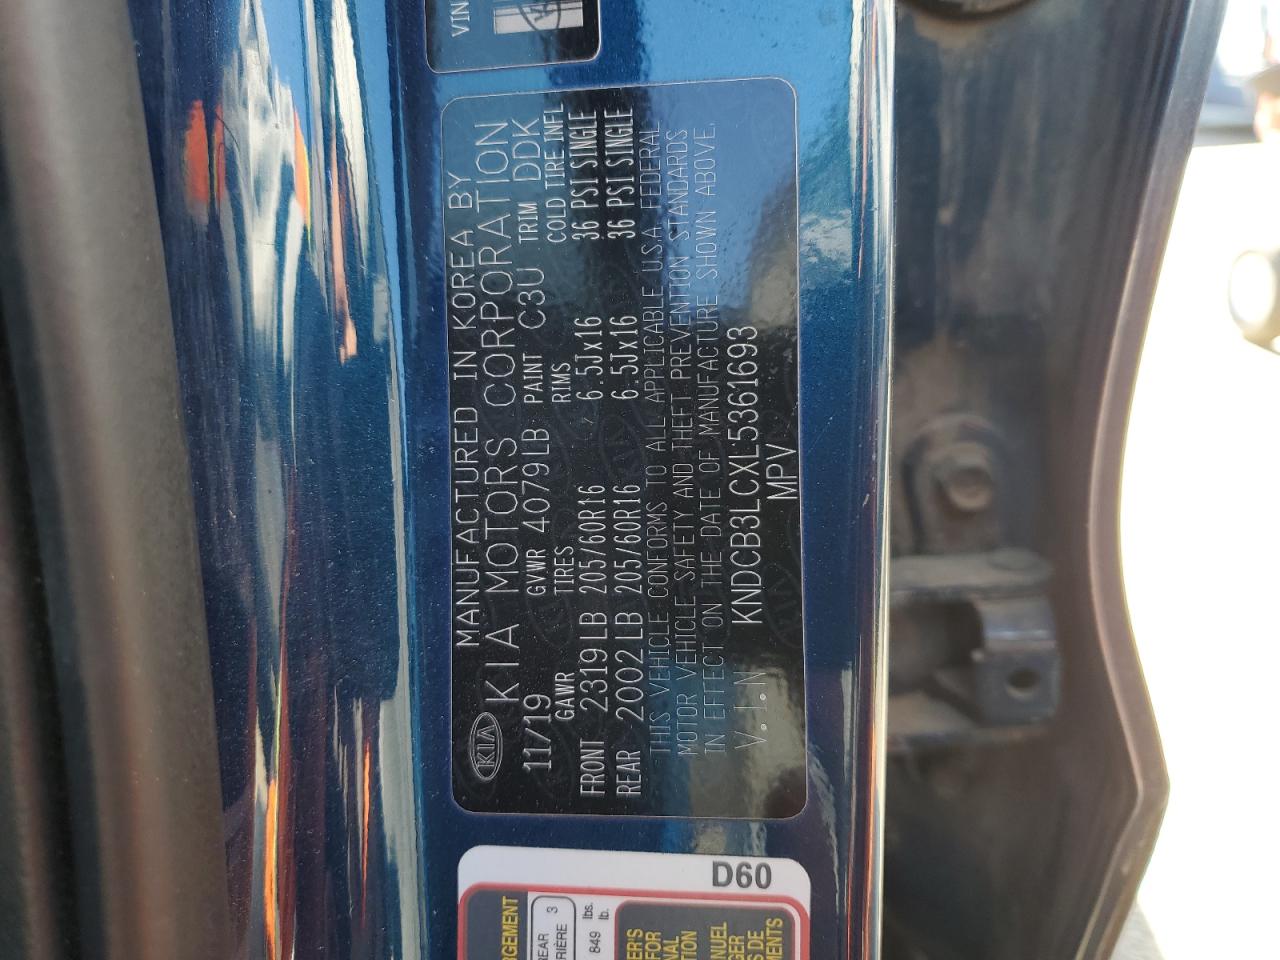 VIN
KIA
MANUFACTURED IN KOREA BY
KIA MOTORS CORPORATION
11/19 GVWR 4079LB PAINT C3U TRIM DDK
GAWR TIRES RIMS COLD TIRE INFL
FRONT 2319LB 205/60R16 6.5Jx16 36 PSI SINGLE
REAR 2002LB 205/60R16 6.5Jx16 36 PSI SINGLE
THIS VEHICLE CONFORMS TO ALL APPLICABLE U.S.A FEDERAL
MOTOR VEHICLE SAFETY AND THEFT PREVENTION STANDARDS
IN EFFECT ON THE DATE OF MANUFACTURE SHOWN ABOVE.
V.I.N KNDCB3LCXL5361693
MPV
D60
RGEMENT
REAR 3
849 lbs.
lb.